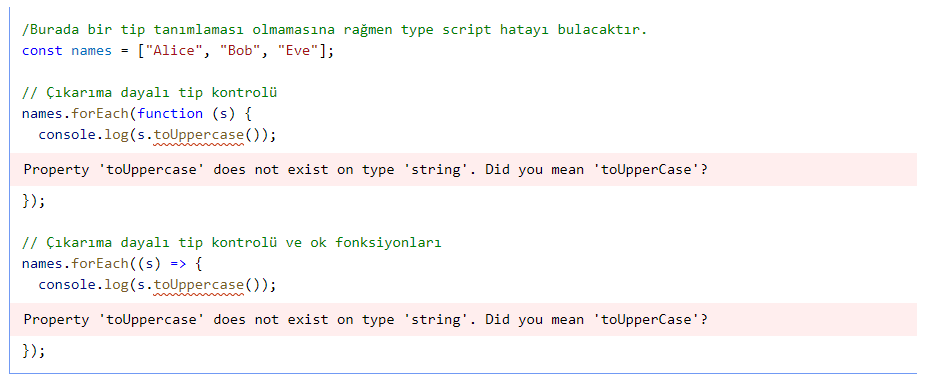 /Burada bir tip tanımlaması olmamasına rağmen type script hatayı bulacaktır.
const names = ["Alice", "Bob", "Eve"];
// Çıkarıma dayalı tip kontrolü
names.forEach(function (s) {
console.log(s.toUppercase());
Property 'toUppercase' does not exist on type 'string'. Did you mean 'toUpperCase'?
});
// Çıkarıma dayalı tip kontrolü ve ok fonksiyonları
names.forEach((s) => {
console.log(s.toUppercase());
Property 'toUppercase' does not exist on type 'string'. Did you mean 'toUpperCase'?
});